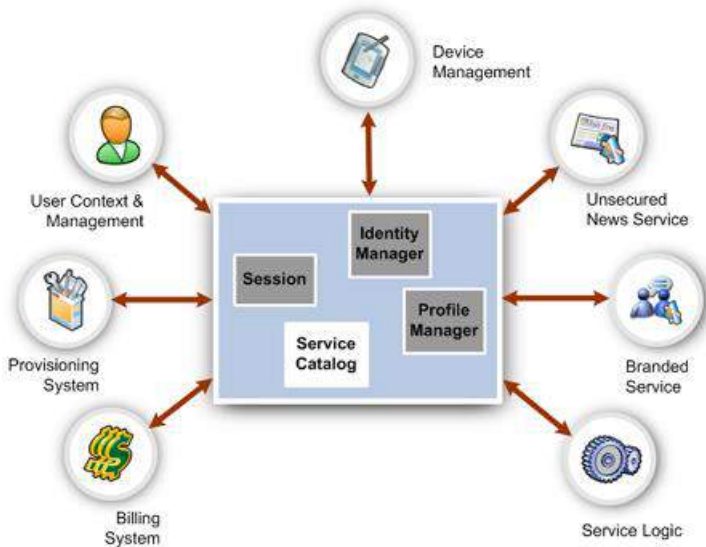 Device
Management
User Context &
Management
Unsecured
News Service
Identity
Manager
Session
Profile
Manager
Service
Catalog
Provisioning
System
Branded
Service
Billing
System
Service Logic